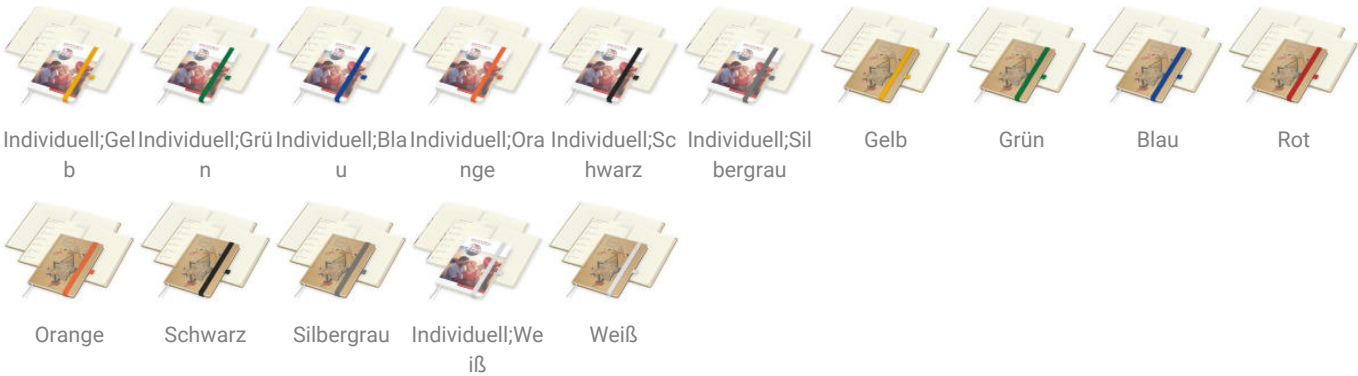 Individuell;Gel Individuell;Grü Individuell;Bla Individuell;Ora Individuell;Sc Individuell;Sil Gelb Grün Blau Rot
b n u nge hwarz bergrau
Orange Schwarz Silbergrau Individuell;We Weiß
iß